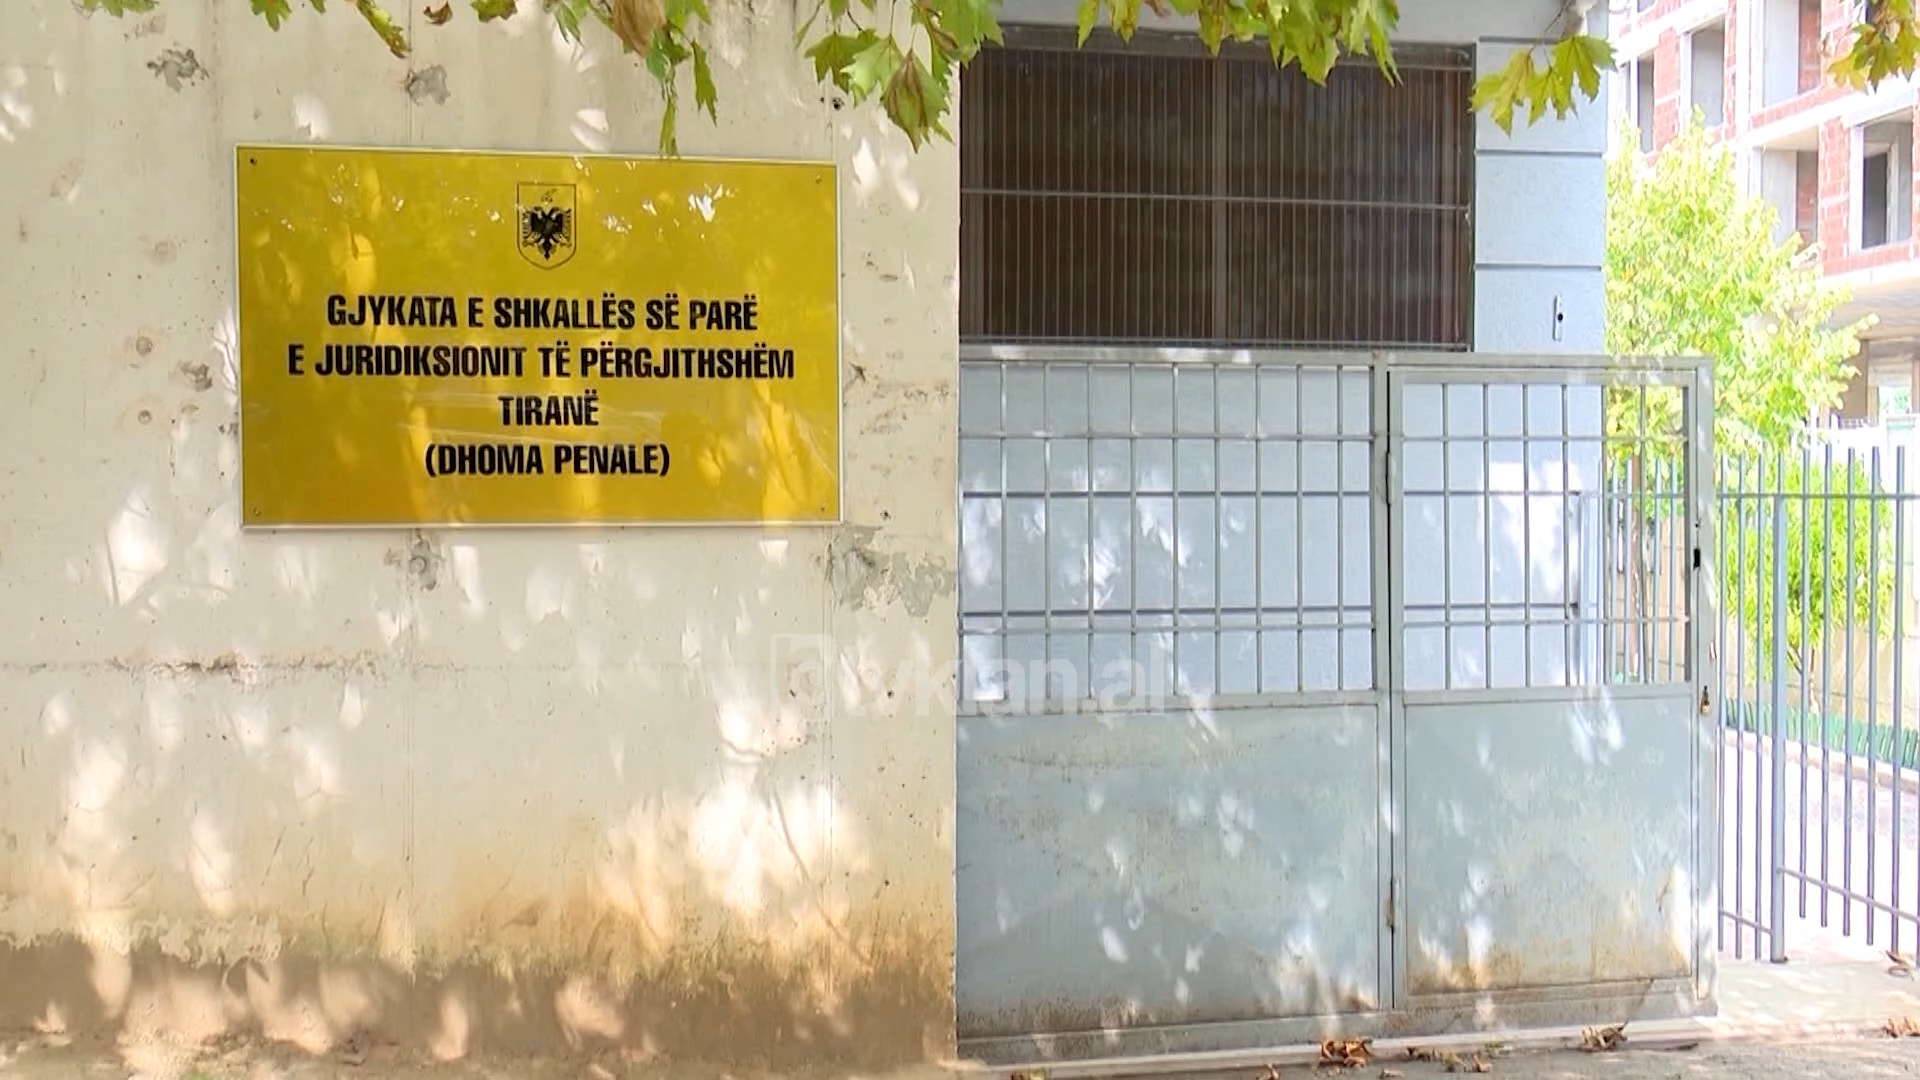 GJYKATA E SHKALLËS SË PARË
E JURIDIKSIONIT TË PËRGJITHSHËM
TIRANË
(DHOMA PENALE)
tvklan.al